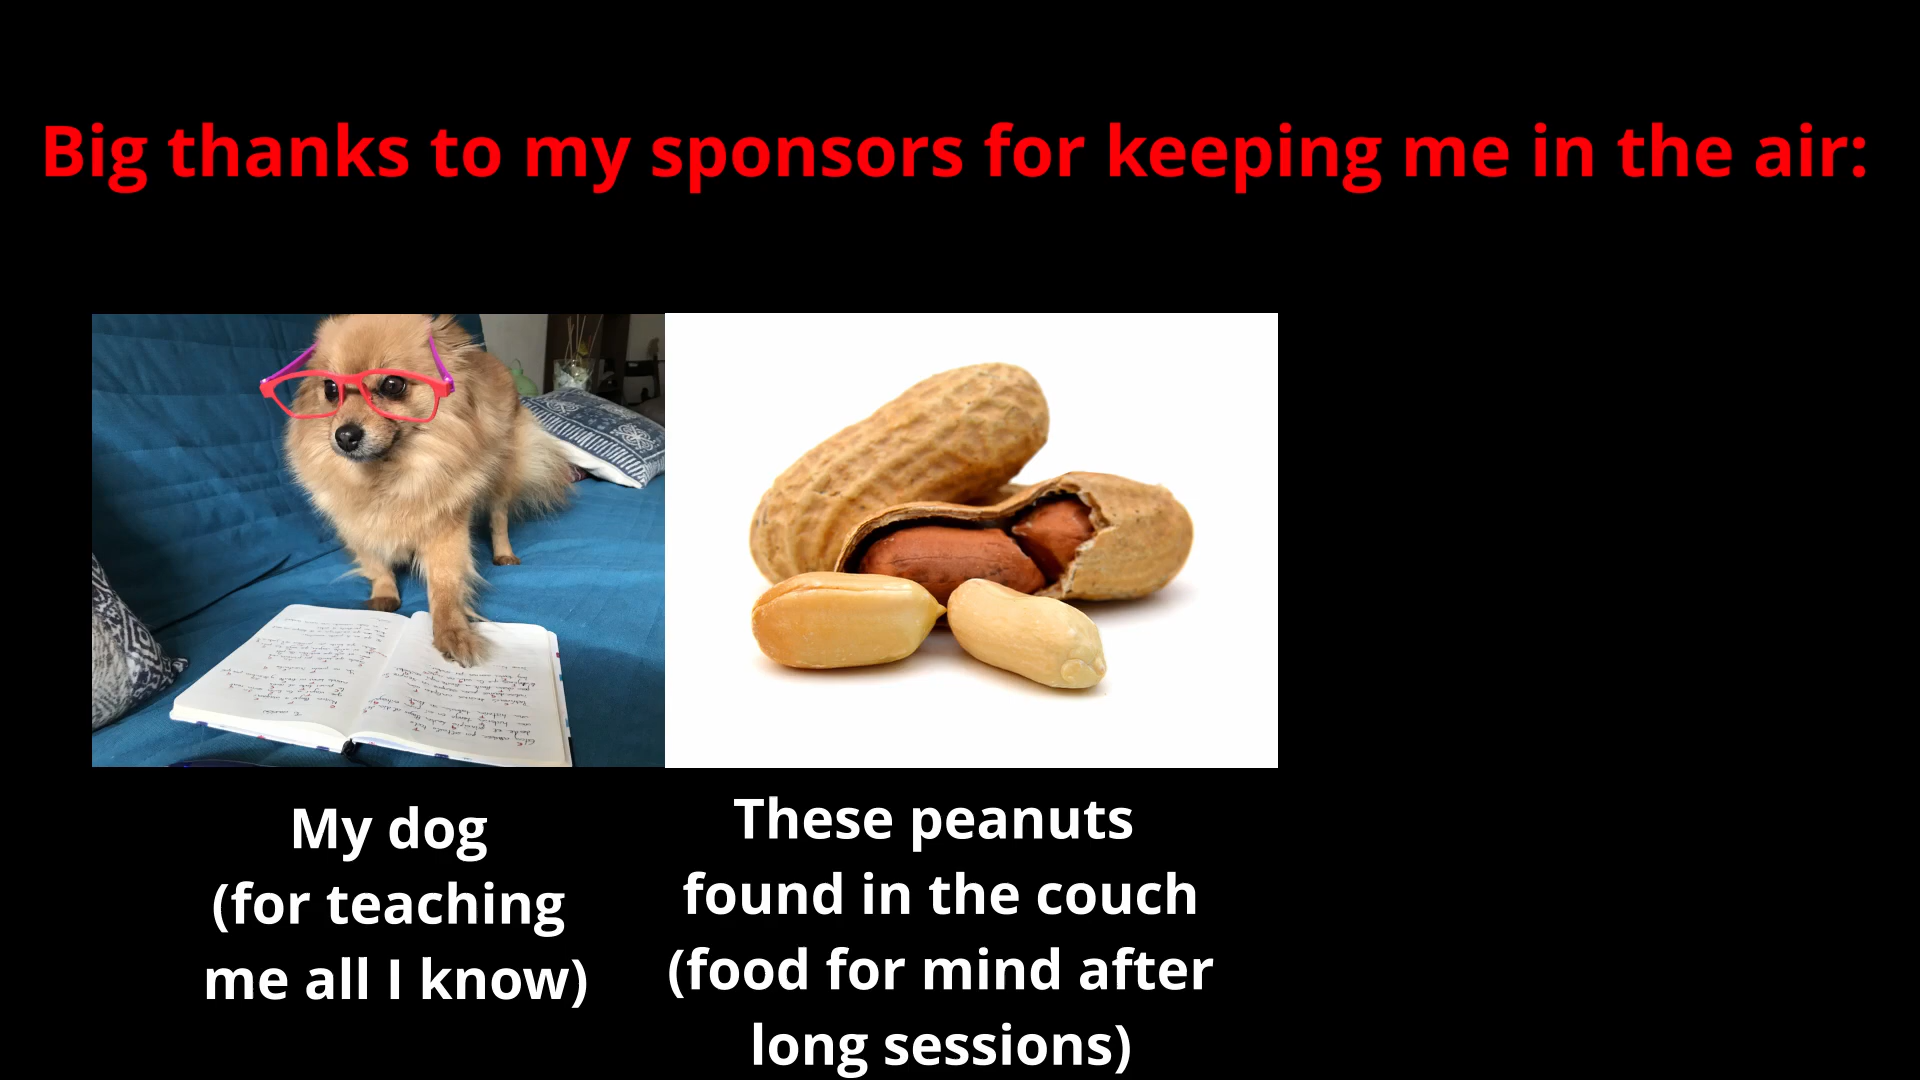 Big thanks to my sponsors for keeping me in the air:
My dog
(for teaching
me all I know)
These peanuts
found in the couch
(food for mind after
long sessions)